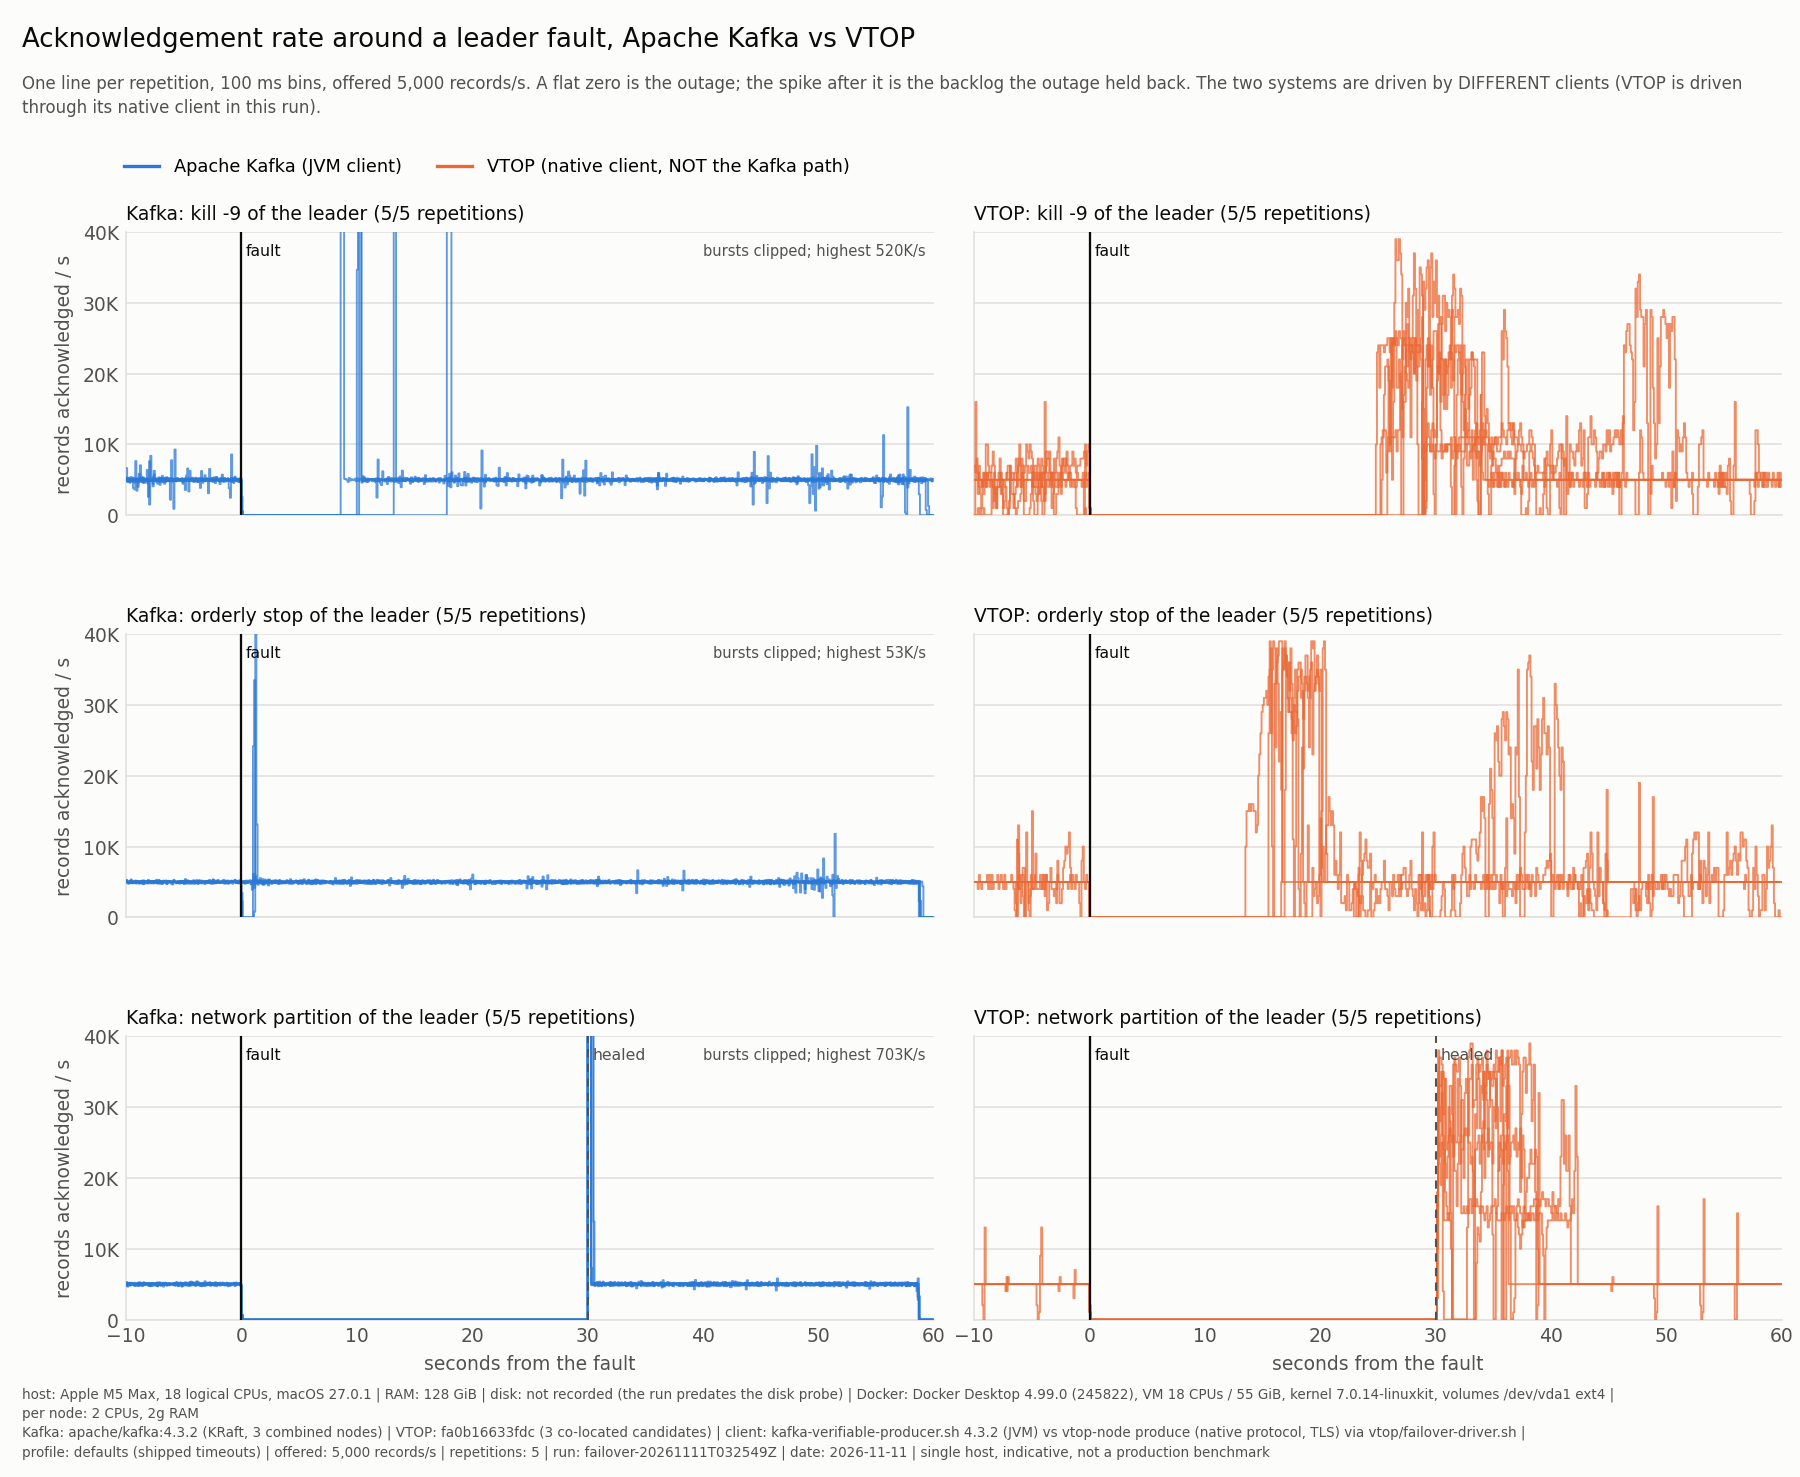 Acknowledgement rate around a leader fault, Apache Kafka vs VTOP
One line per repetition, 100 ms bins, offered 5,000 records/s. A flat zero is the outage; the spike after it is the backlog the outage held back. The two systems are driven by DIFFERENT clients (VTOP is driven
through its native client in this run).
Apache Kafka (JVM client)
VTOP (native client, NOT the Kafka path)
Kafka: kill -9 of the leader (5/5 repetitions)
40K
30K
20K
10K
0
records acknowledged / s
fault
bursts clipped; highest 520K/s
VTOP: kill -9 of the leader (5/5 repetitions)
fault
Kafka: orderly stop of the leader (5/5 repetitions)
40K
30K
20K
10K
0
records acknowledged / s
fault
bursts clipped; highest 53K/s
VTOP: orderly stop of the leader (5/5 repetitions)
fault
Kafka: network partition of the leader (5/5 repetitions)
40K
30K
20K
10K
0
records acknowledged / s
fault
healed
bursts clipped; highest 703K/s
−10 0 10 20 30 40 50 60
seconds from the fault
VTOP: network partition of the leader (5/5 repetitions)
fault
healed
−10 0 10 20 30 40 50 60
seconds from the fault
host: Apple M5 Max, 18 logical CPUs, macOS 27.0.1 | RAM: 128 GiB | disk: not recorded (the run predates the disk probe) | Docker: Docker Desktop 4.99.0 (245822), VM 18 CPUs / 55 GiB, kernel 7.0.14-linuxkit, volumes /dev/vda1 ext4 |
per node: 2 CPUs, 2g RAM
Kafka: apache/kafka:4.3.2 (KRaft, 3 combined nodes) | VTOP: fa0b16633fdc (3 co-located candidates) | client: kafka-verifiable-producer.sh 4.3.2 (JVM) vs vtop-node produce (native protocol, TLS) via vtop/failover-driver.sh |
profile: defaults (shipped timeouts) | offered: 5,000 records/s | repetitions: 5 | run: failover-20261111T032549Z | date: 2026-11-11 | single host, indicative, not a production benchmark